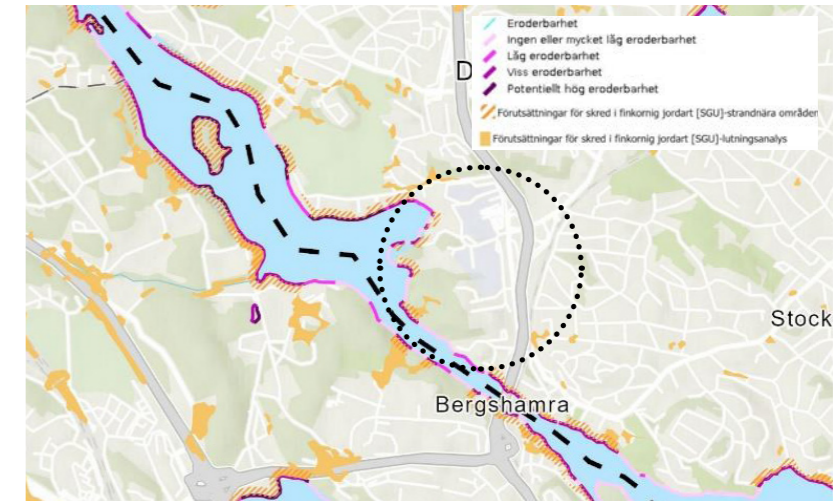 Eroderbarhet
Ingen eller mycket låg eroderbarhet
Låg eroderbarhet
Viss eroderbarhet
Potentiellt hög eroderbarhet
Förutsättningar för skred i finkornig jordart [SGU]-strandnära områden
Förutsättningar för skred i finkornig jordart [SGU]-lutningsanalys
D
Stock
Bergshamra